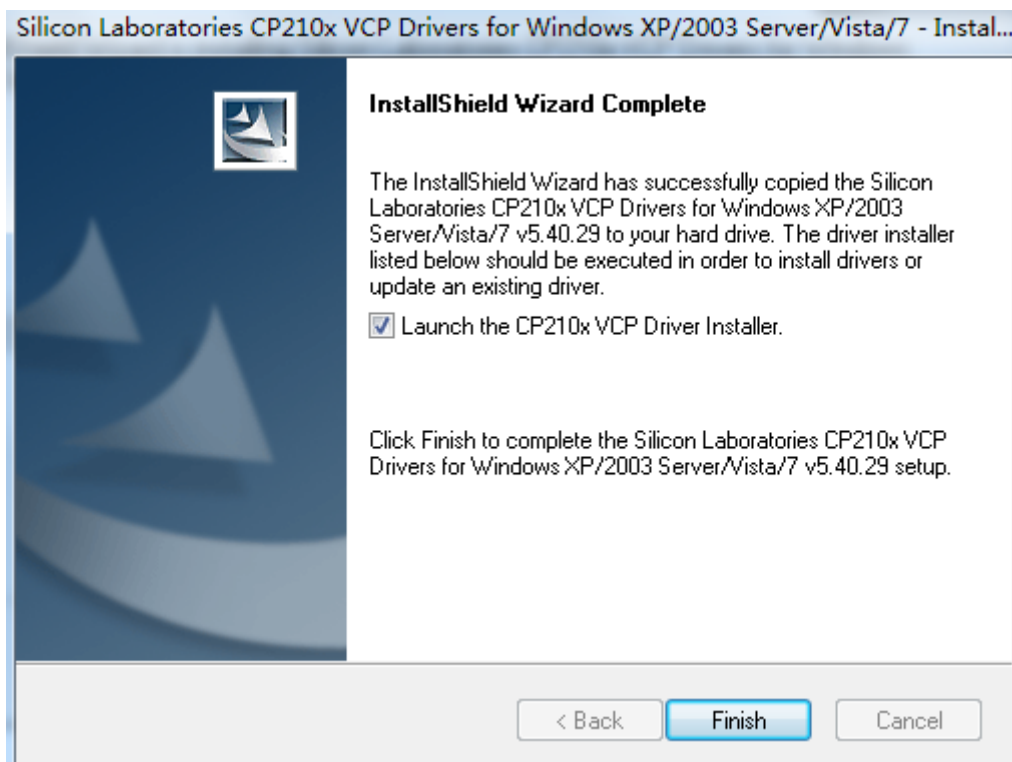 Silicon Laboratories CP210x VCP Drivers for Windows XP/2003 Server/Vista/7 - Instal...
InstallShield Wizard Complete
The InstallShield Wizard has successfully copied the Silicon
Laboratories CP210x VCP Drivers for Windows XP/2003
Server/Vista/7 v5.40.29 to your hard drive. The driver installer
listed below should be executed in order to install drivers or
update an existing driver.
Launch the CP210x VCP Driver Installer.
Click Finish to complete the Silicon Laboratories CP210x VCP
Drivers for Windows XP/2003 Server/Vista/7 v5.40.29 setup.
< Back
Finish
Cancel